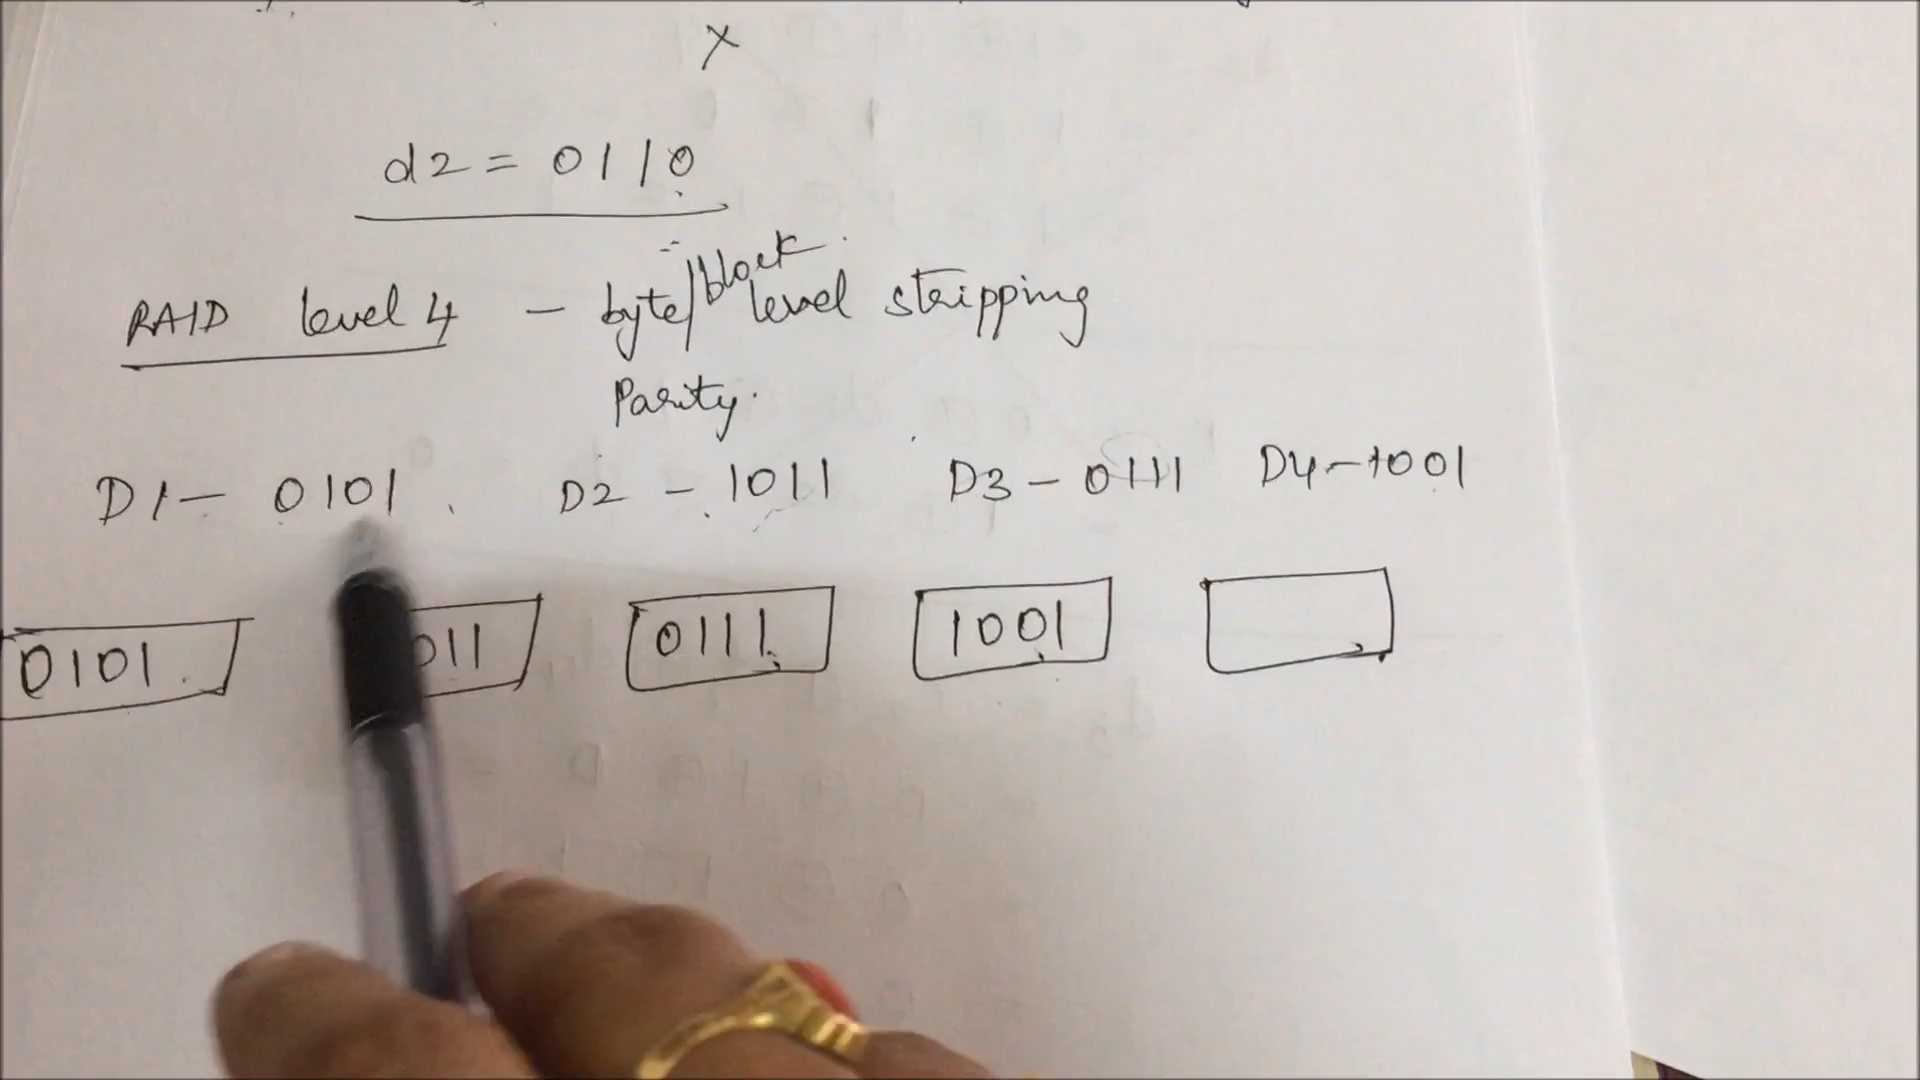 X
d2 = 0110
RAID level 4 - byte/block level stripping
Parity.
D1 - 0101 D2 - 1011 D3 - 0111 D4 - 1001
0101 011 0111 1001